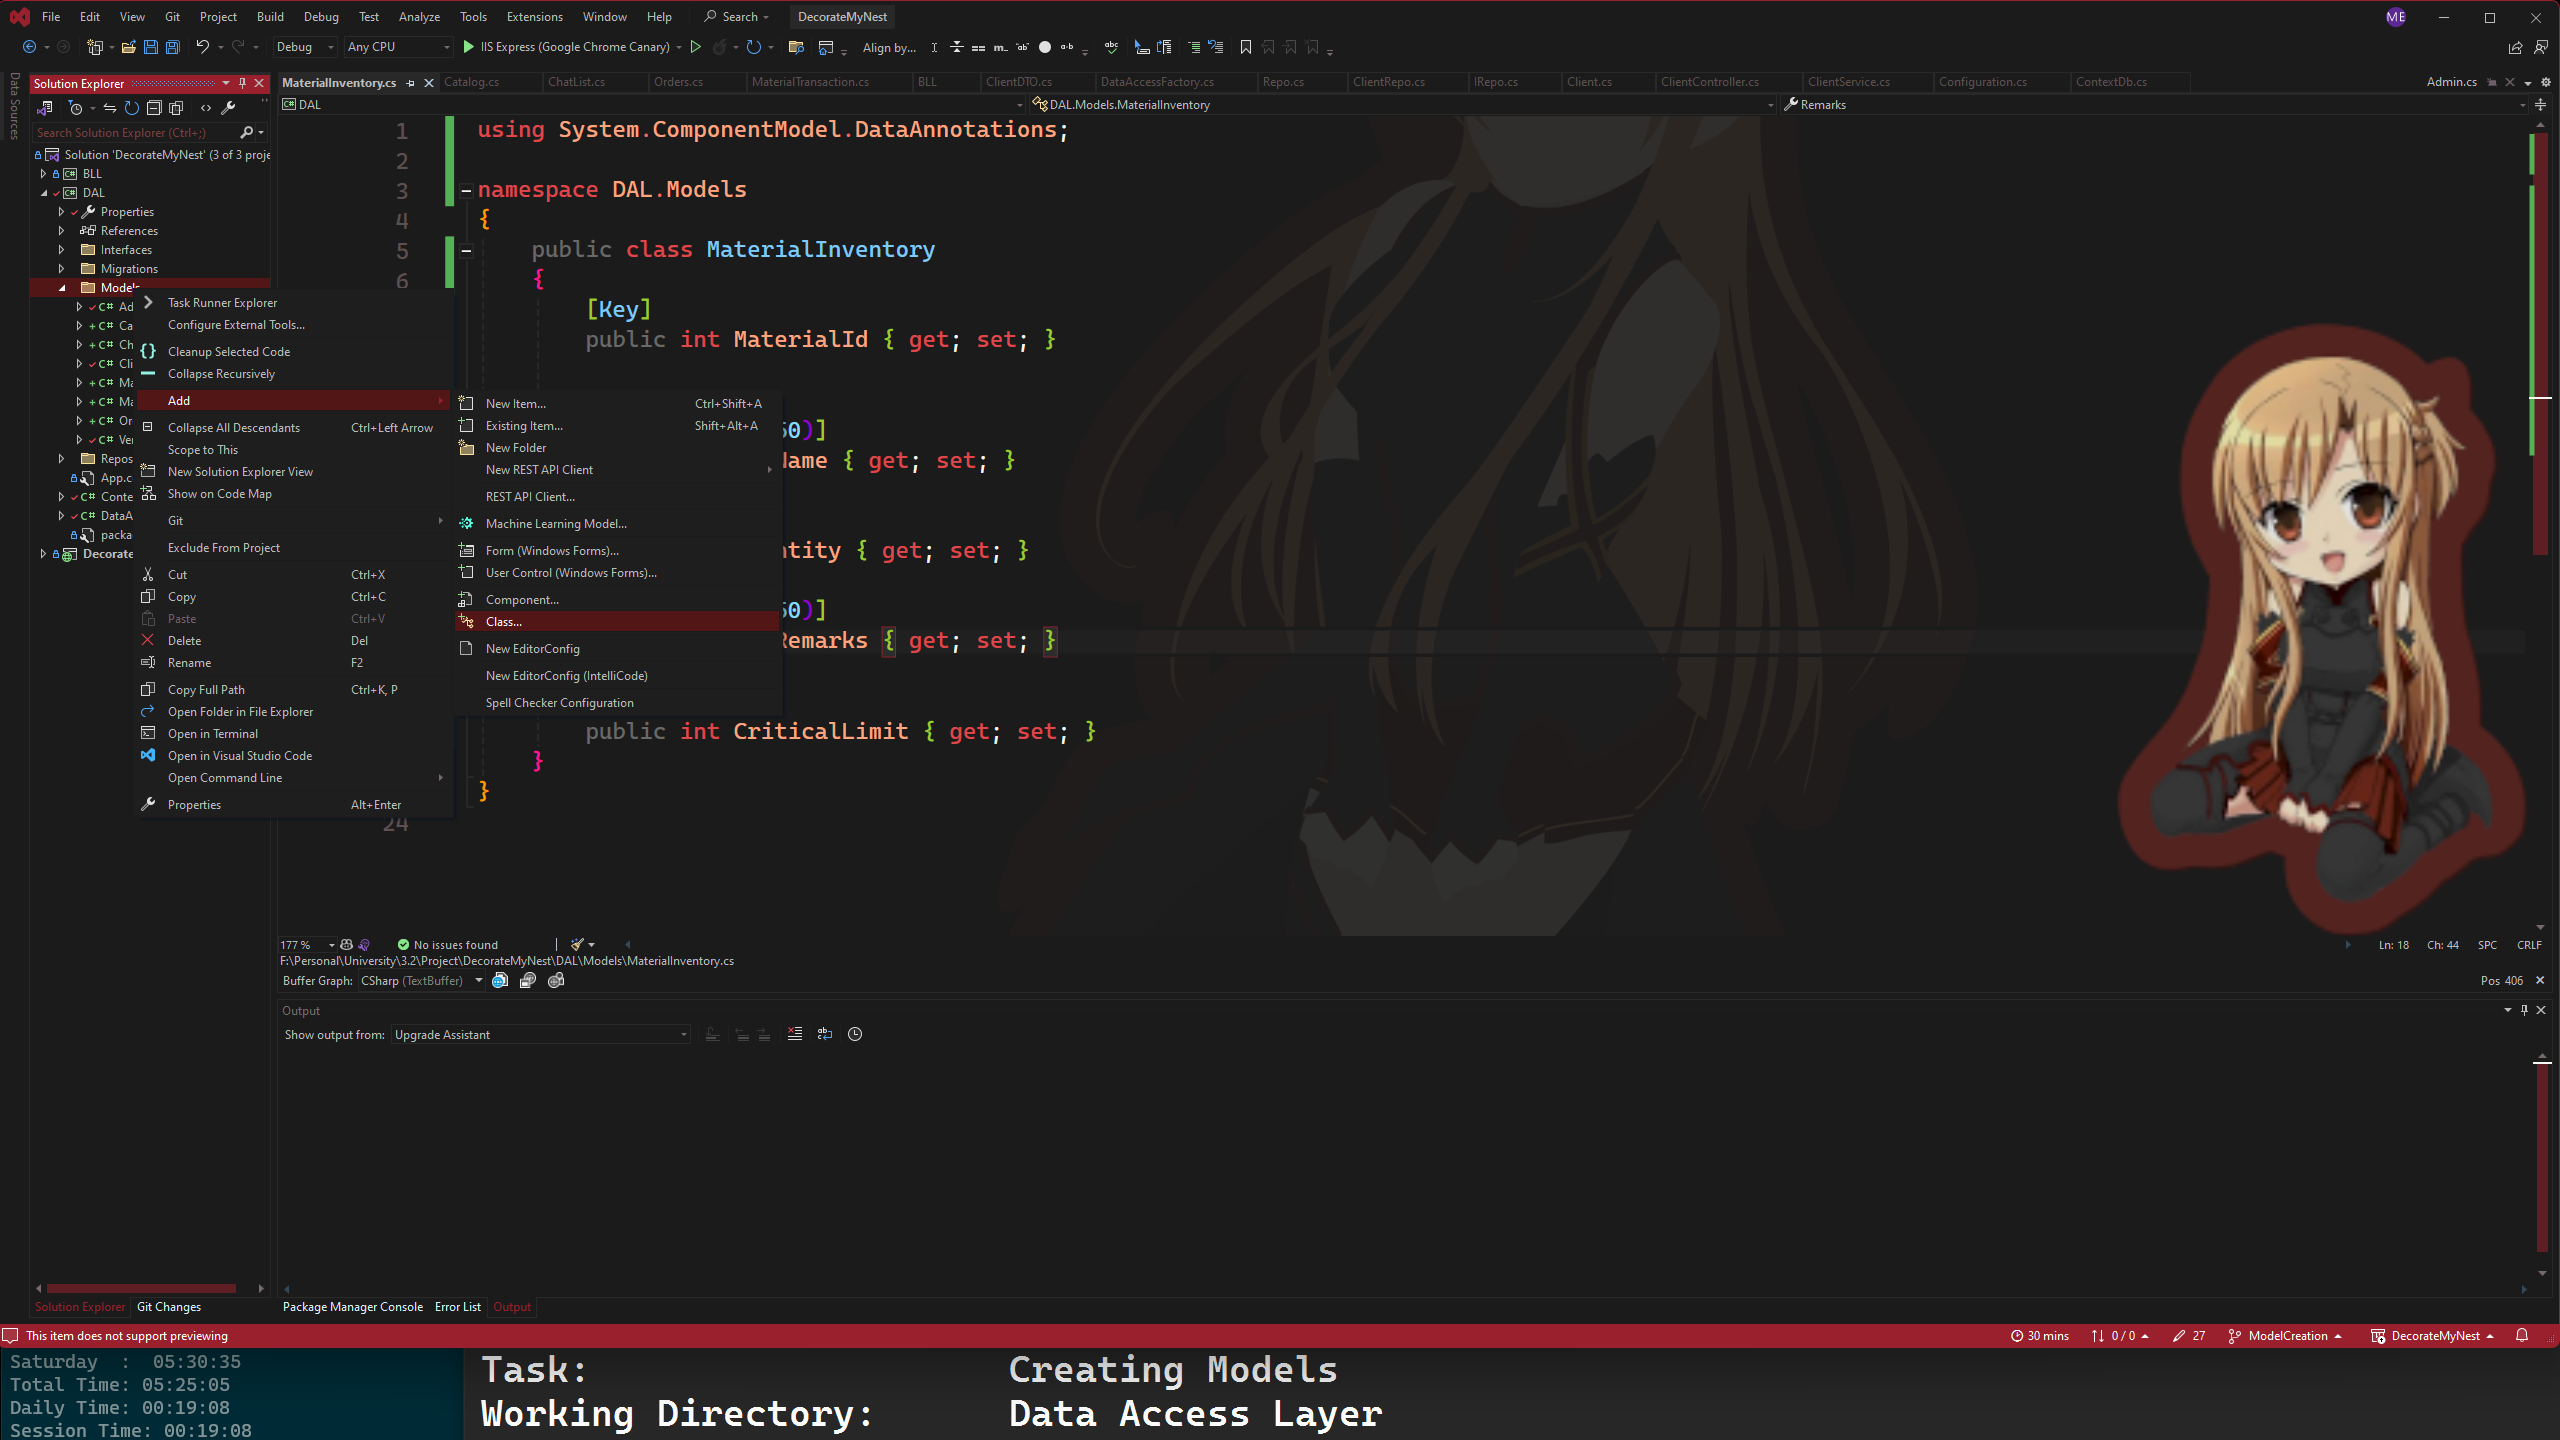 File Edit View Git Project Build Debug Test Analyze Tools Extensions Window Help Search DecorateMyNest ME
Debug Any CPU IIS Express (Google Chrome Canary) Align by...
Data Sources
Solution Explorer
MaterialInventory.cs Catalog.cs ChatList.cs Orders.cs MaterialTransaction.cs BLL ClientDTO.cs DataAccessFactory.cs Repo.cs ClientRepo.cs IRepo.cs Client.cs ClientController.cs ClientService.cs Configuration.cs ContextDb.cs Admin.cs
DAL DAL.Models.MaterialInventory Remarks
Search Solution Explorer (Ctrl+;)
Solution 'DecorateMyNest' (3 of 3 proje
BLL
DAL
Properties
References
Interfaces
Migrations
Models
C# Ad
C# Ca
C# Ch
C# Cli
C# Ma
C# Ma
C# Or
C# Ve
Repos
App.c
C# Conte
C# DataA
packa
Decorate
Task Runner Explorer
Configure External Tools...
Cleanup Selected Code
Collapse Recursively
Add
Collapse All Descendants Ctrl+Left Arrow
Scope to This
New Solution Explorer View
Show on Code Map
Git
Exclude From Project
Cut Ctrl+X
Copy Ctrl+C
Paste Ctrl+V
Delete Del
Rename F2
Copy Full Path Ctrl+K, P
Open Folder in File Explorer
Open in Terminal
Open in Visual Studio Code
Open Command Line
Properties Alt+Enter
New Item... Ctrl+Shift+A
Existing Item... Shift+Alt+A
New Folder
New REST API Client
REST API Client...
Machine Learning Model...
Form (Windows Forms)...
User Control (Windows Forms)...
Component...
Class...
New EditorConfig
New EditorConfig (IntelliCode)
Spell Checker Configuration
1 using System.ComponentModel.DataAnnotations;
2
3 namespace DAL.Models
4 {
5 public class MaterialInventory
6 {
[Key]
public int MaterialId { get; set; }
50)]
Name { get; set; }
ntity { get; set; }
50)]
Remarks { get; set; }
public int CriticalLimit { get; set; }
}
}
24
177 % No issues found Ln: 18 Ch: 44 SPC CRLF
F:\Personal\University\3.2\Project\DecorateMyNest\DAL\Models\MaterialInventory.cs
Buffer Graph: CSharp (TextBuffer) Pos 406
Output
Show output from: Upgrade Assistant
Solution Explorer Git Changes Package Manager Console Error List Output
This item does not support previewing 30 mins 0 / 0 27 ModelCreation DecorateMyNest
Saturday : 05:30:35
Total Time: 05:25:05
Daily Time: 00:19:08
Session Time: 00:19:08
Task: Creating Models
Working Directory: Data Access Layer